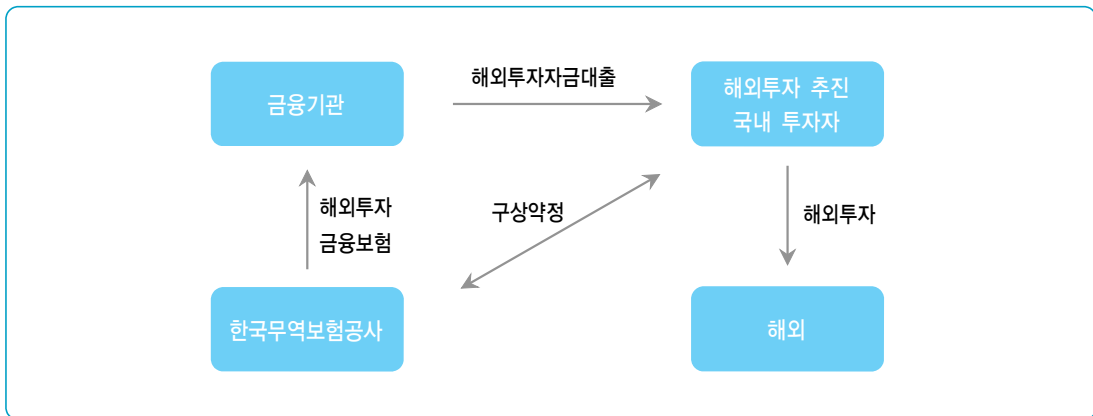 해외투자자금대출
금융기관
해외투자 추진
국내 투자자
해외투자
금융보험
구상약정
해외투자
한국무역보험공사
해외